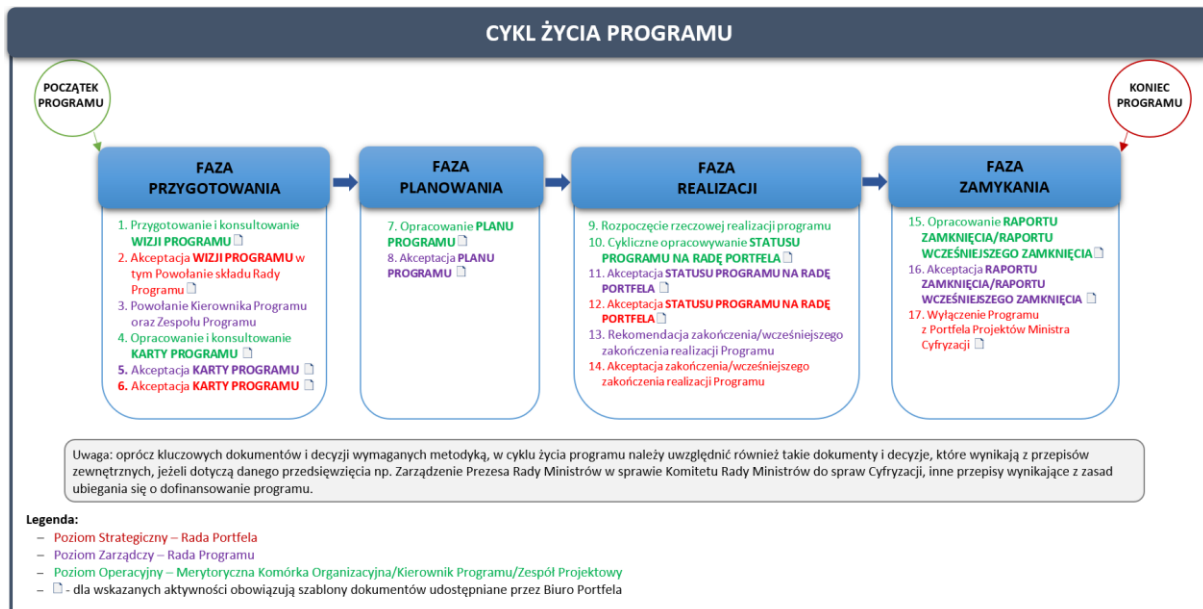 CYKL ŻYCIA PROGRAMU
POCZĄTEK
PROGRAMU
KONIEC
PROGRAMU
FAZA
PRZYGOTOWANIA
1. Przygotowanie i konsultowanie
WIZJI PROGRAMU
2. Akceptacja WIZJI PROGRAMU w
tym Powołanie składu Rady
Programu
3. Powołanie Kierownika Programu
oraz Zespołu Programu
4. Opracowanie i konsultowanie
KARTY PROGRAMU
5. Akceptacja KARTY PROGRAMU
6. Akceptacja KARTY PROGRAMU
FAZA
PLANOWANIA
7. Opracowanie PLANU
PROGRAMU
8. Akceptacja PLANU
PROGRAMU
FAZA
REALIZACJI
9. Rozpoczęcie rzeczowej realizacji programu
10. Cykliczne opracowywanie STATUSU
PROGRAMU NA RADĘ PORTFELA
11. Akceptacja STATUSU PROGRAMU NA RADĘ
PORTFELA
12. Akceptacja STATUSU PROGRAMU NA RADĘ
PORTFELA
13. Rekomendacja zakończenia/wcześniejszego
zakończenia realizacji Programu
14. Akceptacja zakończenia/wcześniejszego
zakończenia realizacji Programu
FAZA
ZAMYKANIA
15. Opracowanie RAPORTU
ZAMKNIĘCIA/RAPORTU
WCZEŚNIEJSZEGO ZAMKNIĘCIA
16. Akceptacja RAPORTU
ZAMKNIĘCIA/RAPORTU
WCZEŚNIEJSZEGO ZAMKNIĘCIA
17. Wyłączenie Programu
z Portfela Projektów Ministra
Cyfryzacji
Uwaga: oprócz kluczowych dokumentów i decyzji wymaganych metodyką, w cyklu życia programu należy uwzględnić również takie dokumenty i decyzje, które wynikają z przepisów
zewnętrznych, jeżeli dotyczą danego przedsięwzięcia np. Zarządzenie Prezesa Rady Ministrów w sprawie Komitetu Rady Ministrów do spraw Cyfryzacji, inne przepisy wynikające z zasad
ubiegania się o dofinansowanie programu.
Legenda:
– Poziom Strategiczny – Rada Portfela
– Poziom Zarządczy – Rada Programu
– Poziom Operacyjny – Merytoryczna Komórka Organizacyjna/Kierownik Programu/Zespół Projektowy
– - dla wskazanych aktywności obowiązują szablony dokumentów udostępniane przez Biuro Portfela